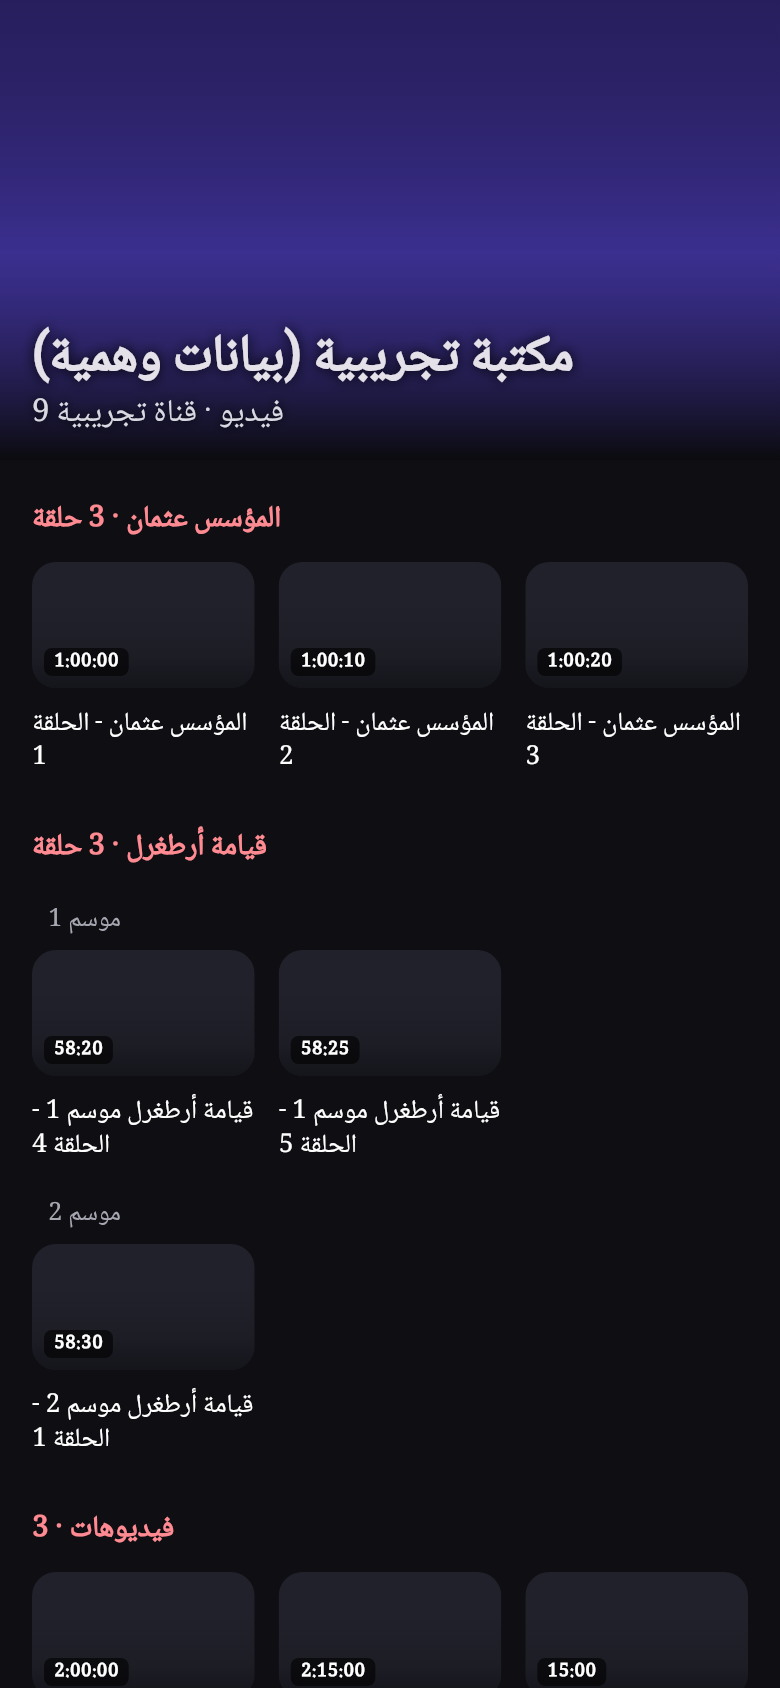 مكتبة تجريبية (بيانات وهمية)
فيديو · قناة تجريبية 9
المؤسس عثمان · 3 حلقة
1:00:00
المؤسس عثمان - الحلقة
1
1:00:10
المؤسس عثمان - الحلقة
2
1:00:20
المؤسس عثمان - الحلقة
3
قيامة أرطغرل · 3 حلقة
موسم 1
58:20
قيامة أرطغرل موسم 1 -
الحلقة 4
58:25
قيامة أرطغرل موسم 1 -
الحلقة 5
موسم 2
58:30
قيامة أرطغرل موسم 2 -
الحلقة 1
فيديوهات · 3
2:00:00
2:15:00
15:00